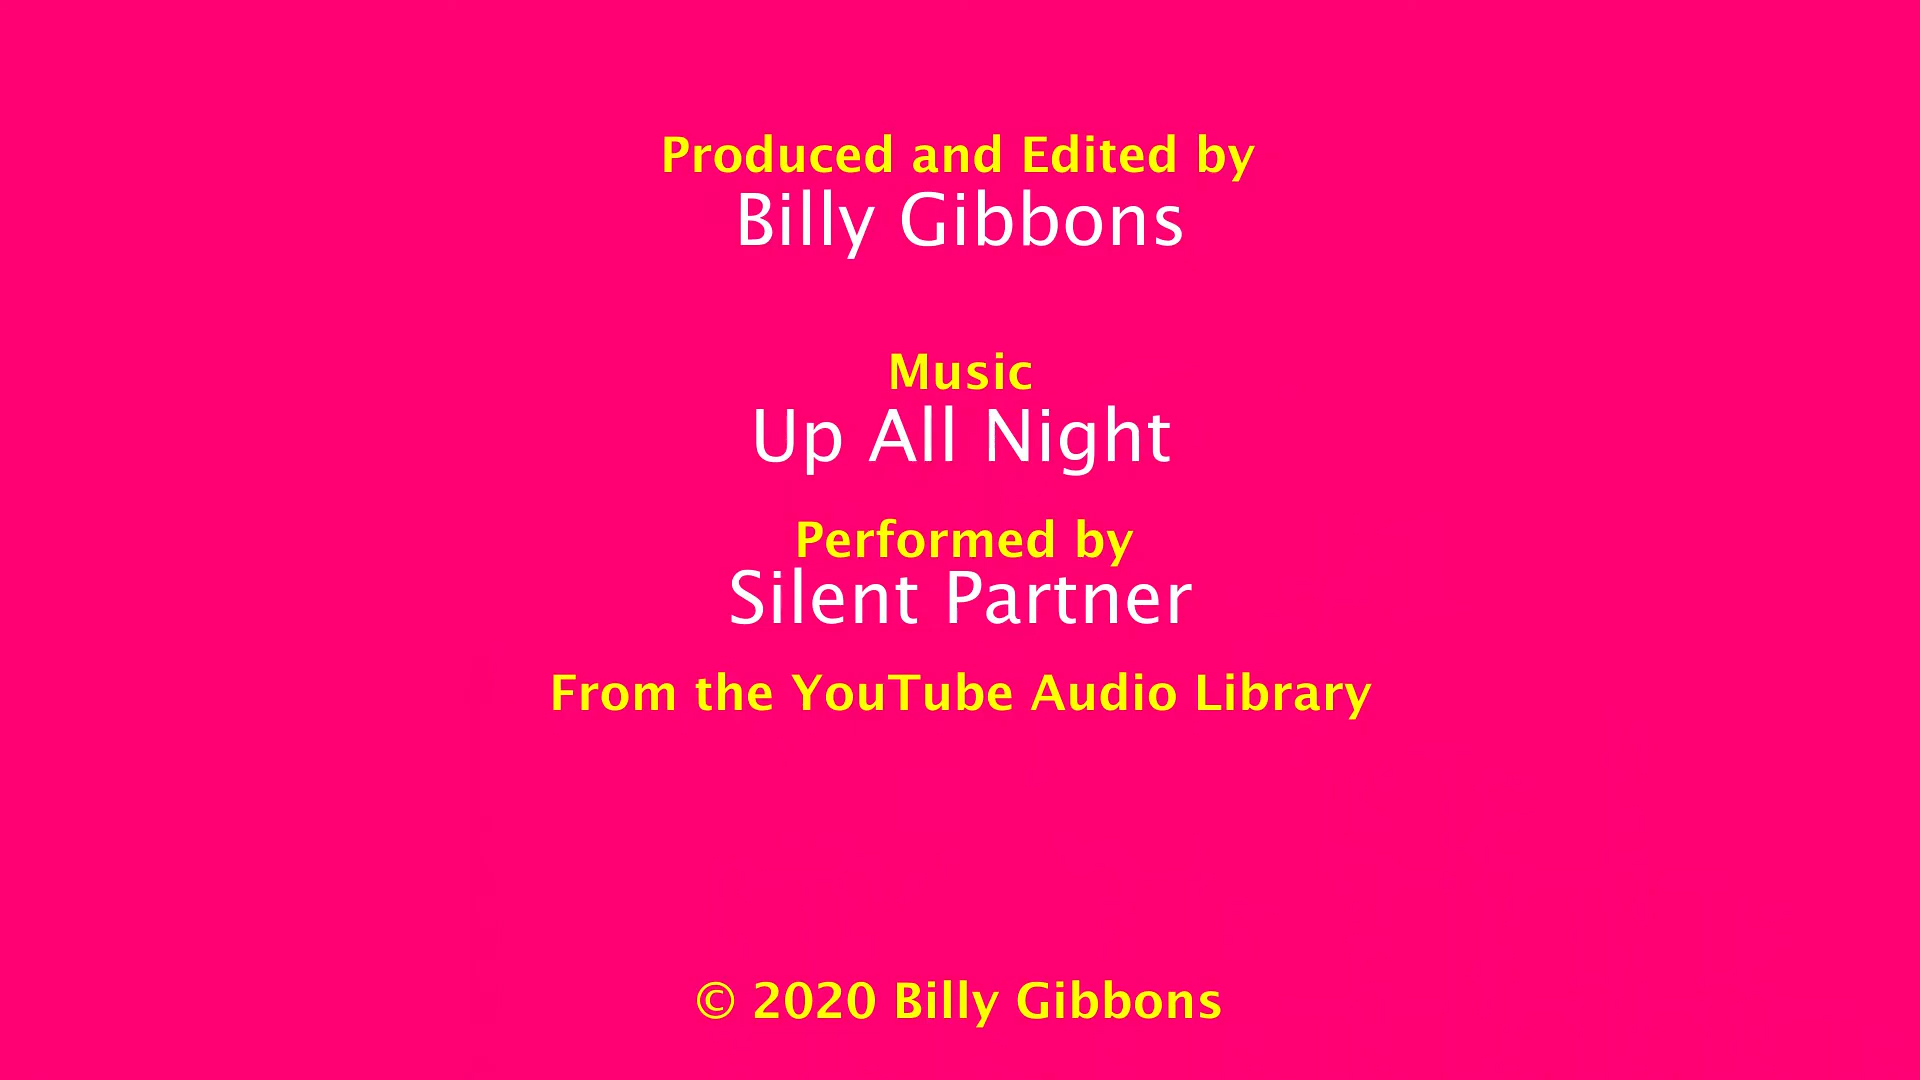 Produced and Edited by
Billy Gibbons
Music
Up All Night
Performed by
Silent Partner
From the YouTube Audio Library
© 2020 Billy Gibbons